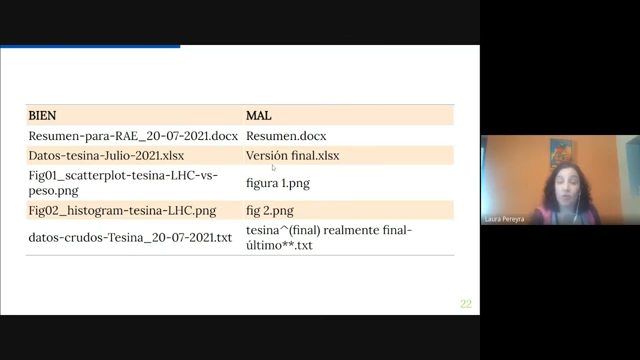 BIEN MAL
Resumen-para-RAE_20-07-2021.docx Resumen.docx
Datos-tesina-Julio-2021.xlsx Versión final.xlsx
Fig01_scatterplot-tesina-LHC-vs-
peso.png figura 1.png
Fig02_histogram-tesina-LHC.png fig 2.png
datos-crudos-Tesina_20-07-2021.txt tesina^(final) realmente final-
último**.txt
22
Laura Pereyra